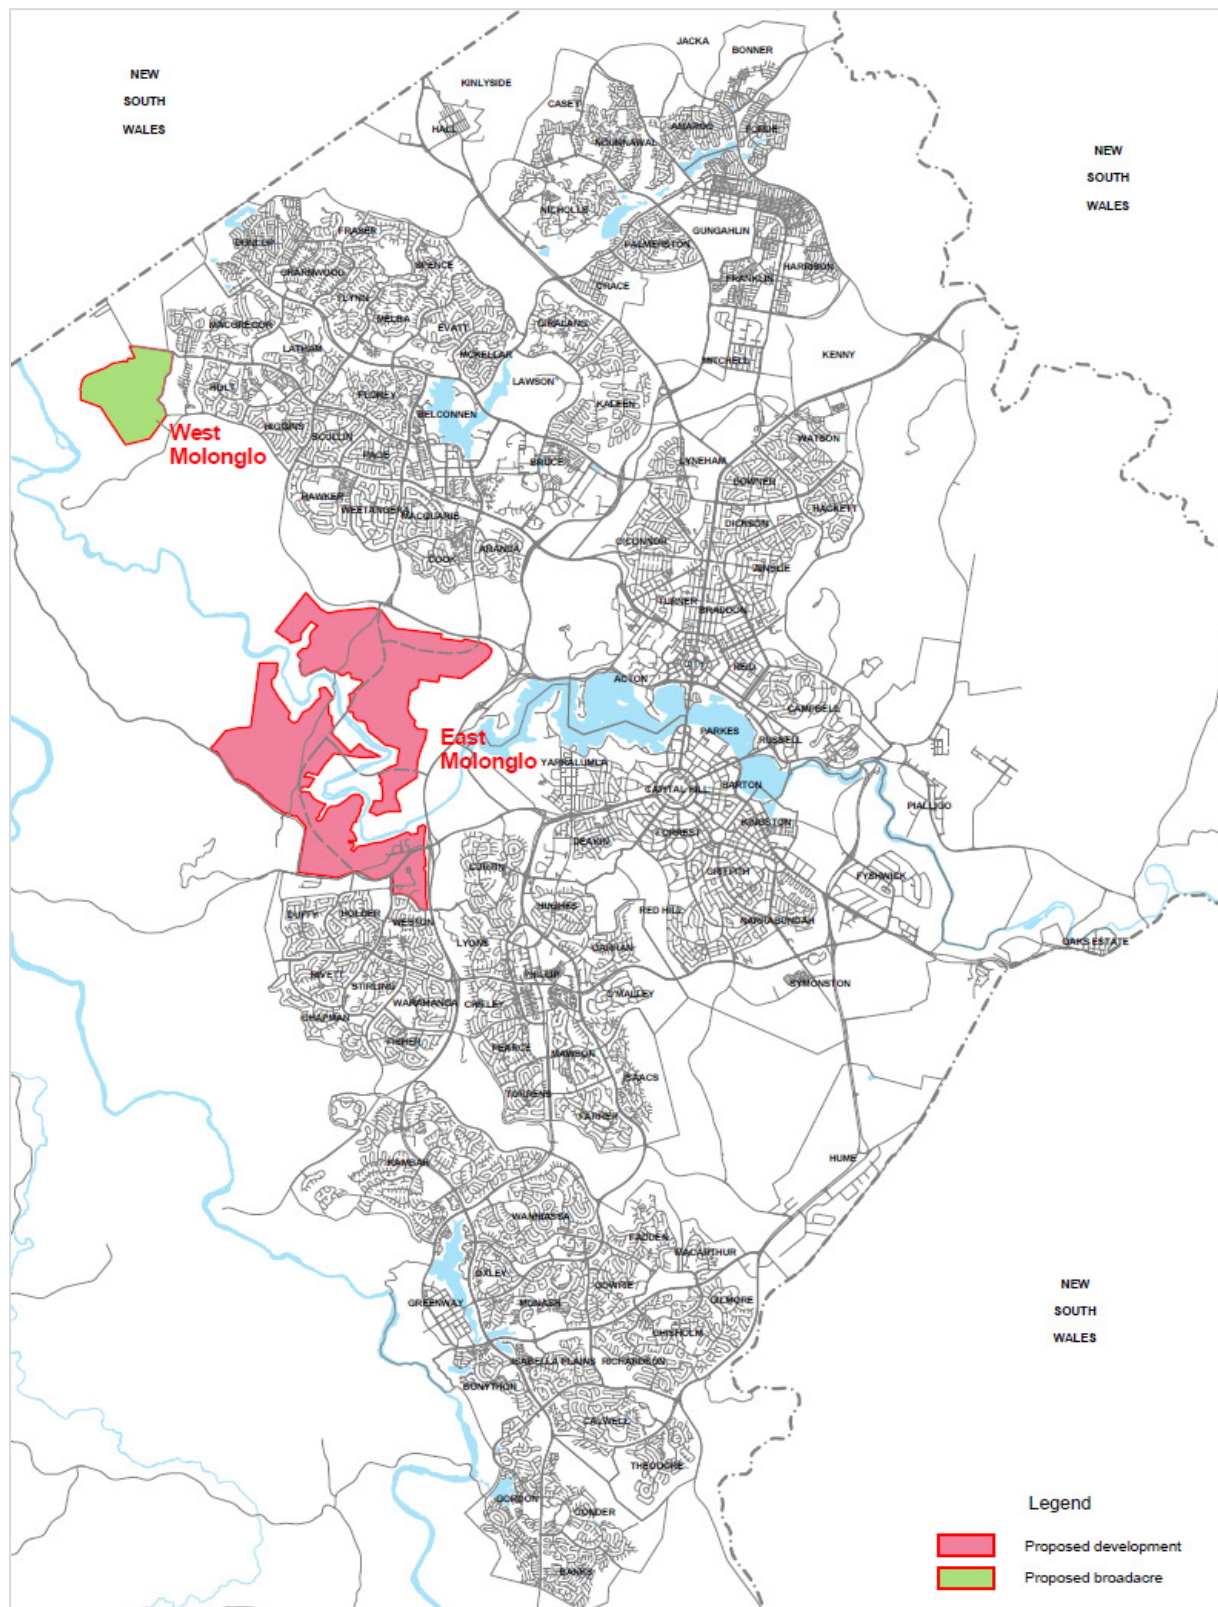 JACKA
BONNER
NEW
SOUTH
WALES
KINLYSIDE
CASEY
HALL
AMAROO
FORDE
NGUNNAWAL
NEW
SOUTH
WALES
NICHOLLS
GUNGAHLIN
PALMERSTON
FRASER
DUNLOP
SPENCE
CHARNWOOD
HARRISON
FRANKLIN
CRACE
FLYNN
MELBA
EVATT
GIRALANG
MACGREGOR
LATHAM
MCKELLAR
MITCHELL
KENNY
LAWSON
HOLT
FLOREY
KALEEN
BELCONNEN
West
Molonglo
HIGGINS
SCULLIN
WATSON
PAGE
BRUCE
LYNEHAM
DOWNER
HAWKER
WEETANGERA
MACQUARIE
HACKETT
DICKSON
O'CONNOR
ARANDA
COOK
AINSLIE
TURNER
BRADDON
CITY
REID
ACTON
CAMPBELL
East
Molonglo
PARKES
RUSSELL
YARRALUMLA
CAPITAL HILL
BARTON
PIALLIGO
KINGSTON
FORREST
DEAKIN
CURTIN
GRIFFITH
FYSHWICK
HUGHES
RED HILL
DUFFY
HOLDER
WESTON
NARRABUNDAH
LYONS
GARRAN
OAKS ESTATE
RIVETT
PHILLIP
STIRLING
SYMONSTON
O'MALLEY
WARAMANGA
CHIFLEY
CHAPMAN
FISHER
PEARCE
MAWSON
ISAACS
TORRENS
FARRER
KAMBAH
HUME
WANNIASSA
FADDEN
MACARTHUR
OXLEY
GOWRIE
GREENWAY
MONASH
GILMORE
NEW
SOUTH
WALES
CHISHOLM
ISABELLA PLAINS
RICHARDSON
BONYTHON
CALWELL
THEODORE
GORDON
CONDER
BANKS
Legend
Proposed development
Proposed broadacre